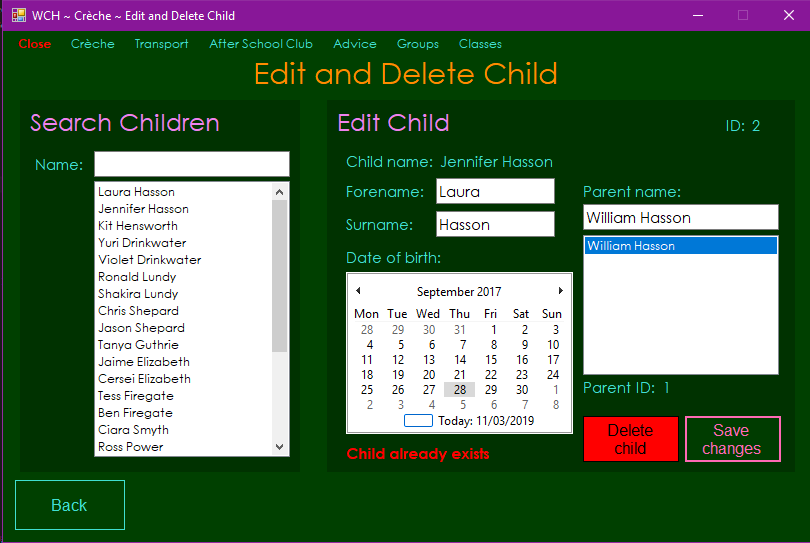 WCH ~ Crèche ~ Edit and Delete Child
Close Crèche Transport After School Club Advice Groups Classes
Edit and Delete Child
Search Children
Name:
Laura Hasson
Jennifer Hasson
Kit Hensworth
Yuri Drinkwater
Violet Drinkwater
Ronald Lundy
Shakira Lundy
Chris Shepard
Jason Shepard
Tanya Guthrie
Jaime Elizabeth
Cersei Elizabeth
Tess Firegate
Ben Firegate
Ciara Smyth
Ross Power
Edit Child
ID: 2
Child name: Jennifer Hasson
Forename: Laura
Surname: Hasson
Date of birth:
September 2017
Mon Tue Wed Thu Fri Sat Sun
28 29 30 31 1 2 3
4 5 6 7 8 9 10
11 12 13 14 15 16 17
18 19 20 21 22 23 24
25 26 27 28 29 30 1
2 3 4 5 6 7 8
Today: 11/03/2019
Child already exists
Parent name:
William Hasson
William Hasson
Parent ID: 1
Delete
child
Save
changes
Back